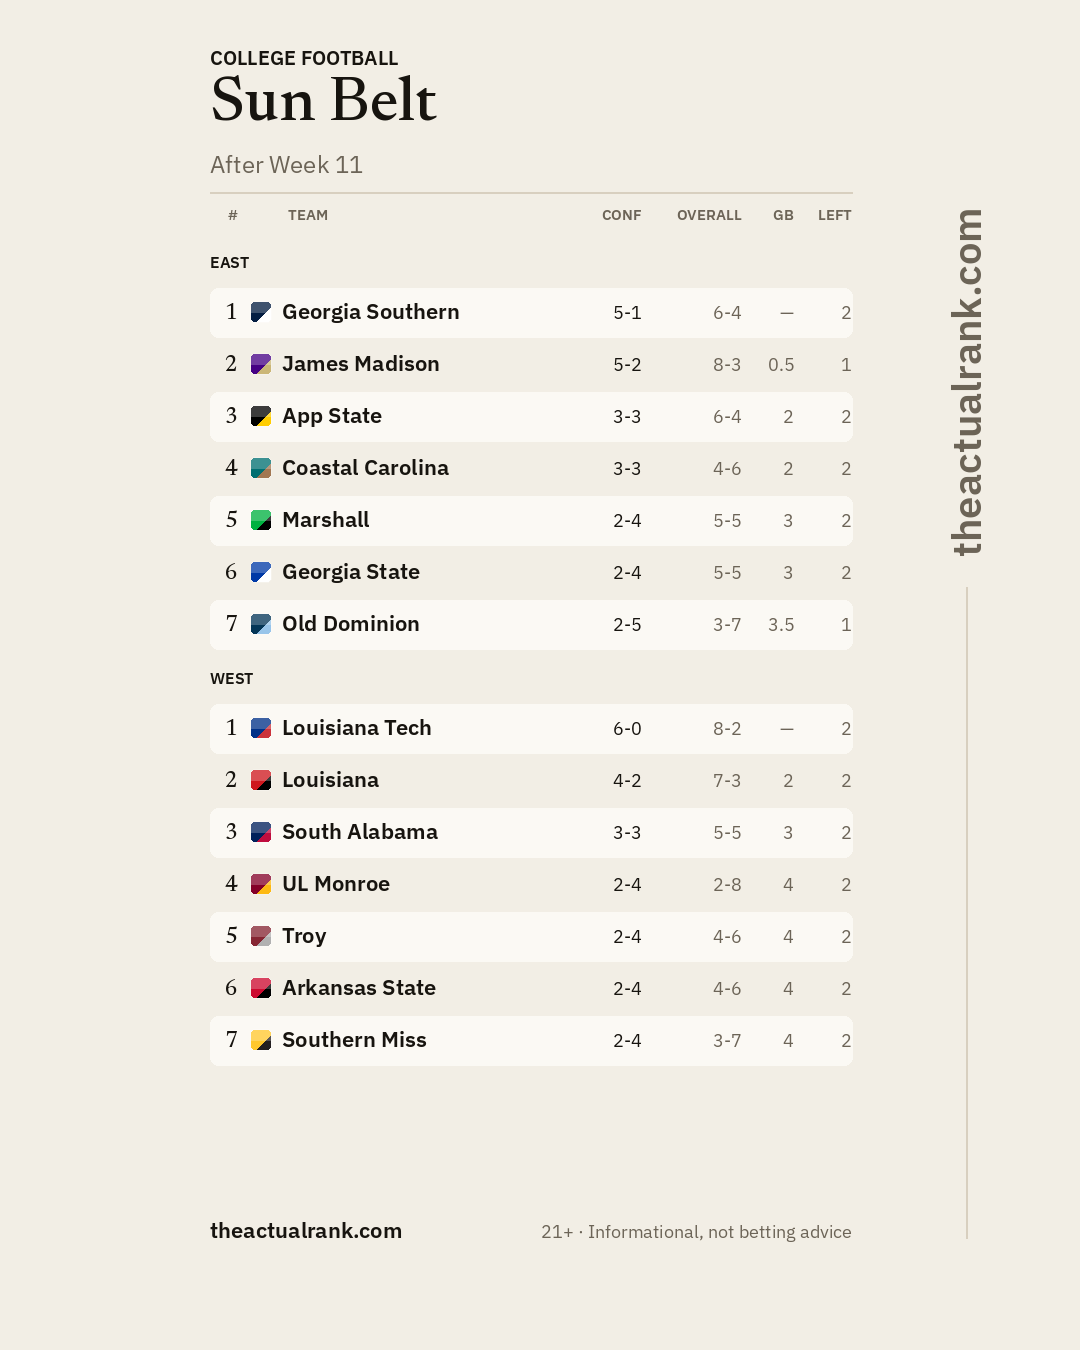 COLLEGE FOOTBALL
Sun Belt
After Week 11
# TEAM CONF OVERALL GB LEFT
EAST
1 Georgia Southern 5-1 6-4 — 2
2 James Madison 5-2 8-3 0.5 1
3 App State 3-3 6-4 2 2
4 Coastal Carolina 3-3 4-6 2 2
5 Marshall 2-4 5-5 3 2
6 Georgia State 2-4 5-5 3 2
7 Old Dominion 2-5 3-7 3.5 1
WEST
1 Louisiana Tech 6-0 8-2 — 2
2 Louisiana 4-2 7-3 2 2
3 South Alabama 3-3 5-5 3 2
4 UL Monroe 2-4 2-8 4 2
5 Troy 2-4 4-6 4 2
6 Arkansas State 2-4 4-6 4 2
7 Southern Miss 2-4 3-7 4 2
theactualrank.com 21+ · Informational, not betting advice
theactualrank.com